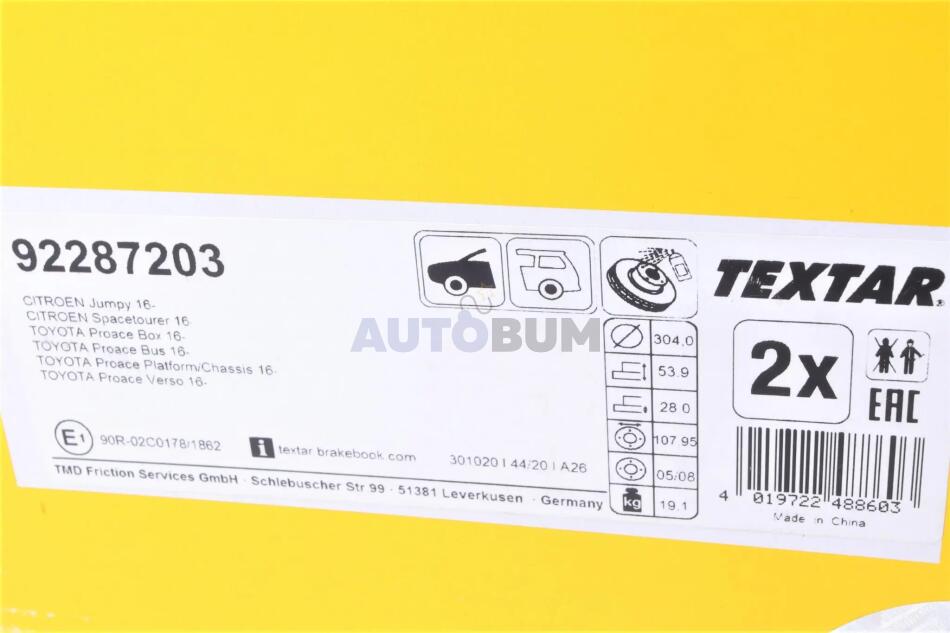 92287203
CITROEN Jumpy 16-
CITROEN Spacetourer 16-
TOYOTA Proace Box 16-
TOYOTA Proace Bus 16-
TOYOTA Proace Platform/Chassis 16-
TOYOTA Proace Verso 16-
E1
90R-02C0178/1862
i
textar brakebook.com
301020 | 44/20 | A26
TMD Friction Services GmbH · Schlebuscher Str 99 · 51381 Leverkusen · Germany
304.0
53.9
28.0
107.95
05/08
kg
19.1
TEXTAR®
2x
EAC
4 019722 488603
Made in China
AUTOBUM